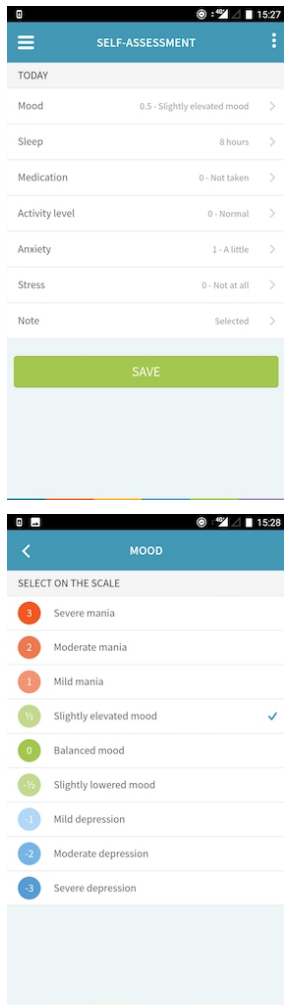 15:27
SELF-ASSESSMENT
TODAY
Mood 0.5 - Slightly elevated mood
Sleep 8 hours
Medication 0 - Not taken
Activity level 0 - Normal
Anxiety 1 - A little
Stress 0 - Not at all
Note Selected
SAVE
15:28
MOOD
SELECT ON THE SCALE
3 Severe mania
2 Moderate mania
1 Mild mania
½ Slightly elevated mood
0 Balanced mood
-½ Slightly lowered mood
-1 Mild depression
-2 Moderate depression
-3 Severe depression